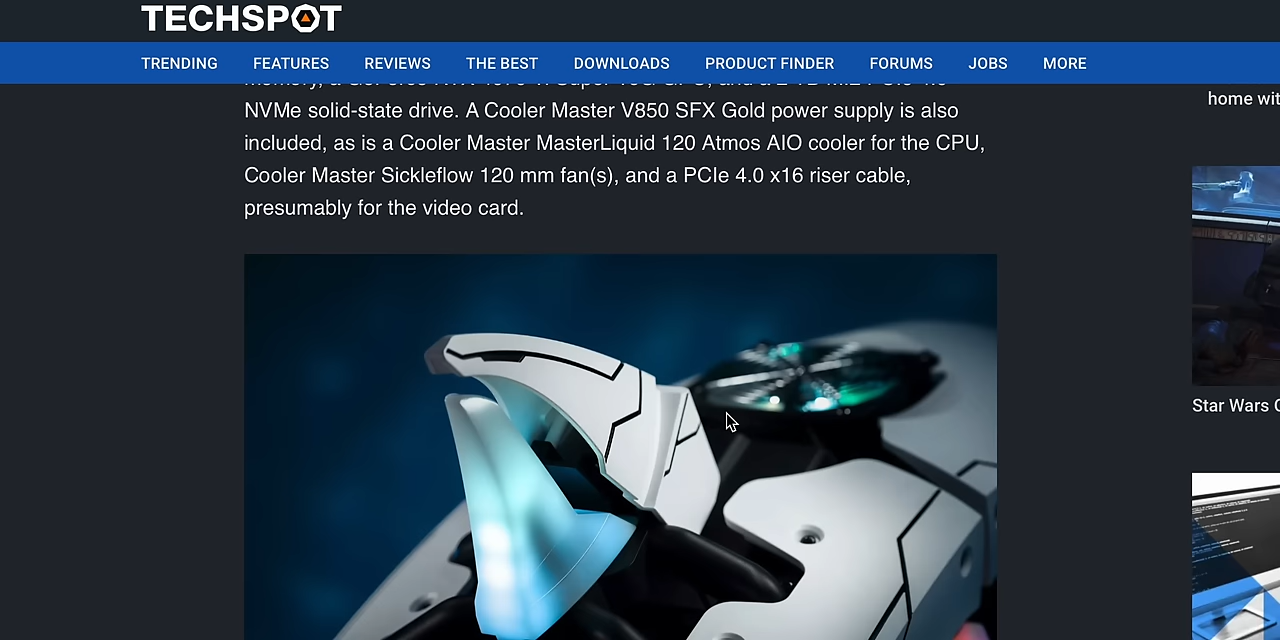 TECHSPOT
TRENDING FEATURES REVIEWS THE BEST DOWNLOADS PRODUCT FINDER FORUMS JOBS MORE
NVMe solid-state drive. A Cooler Master V850 SFX Gold power supply is also
included, as is a Cooler Master MasterLiquid 120 Atmos AIO cooler for the CPU,
Cooler Master Sickleflow 120 mm fan(s), and a PCIe 4.0 x16 riser cable,
presumably for the video card.
home wit
Star Wars